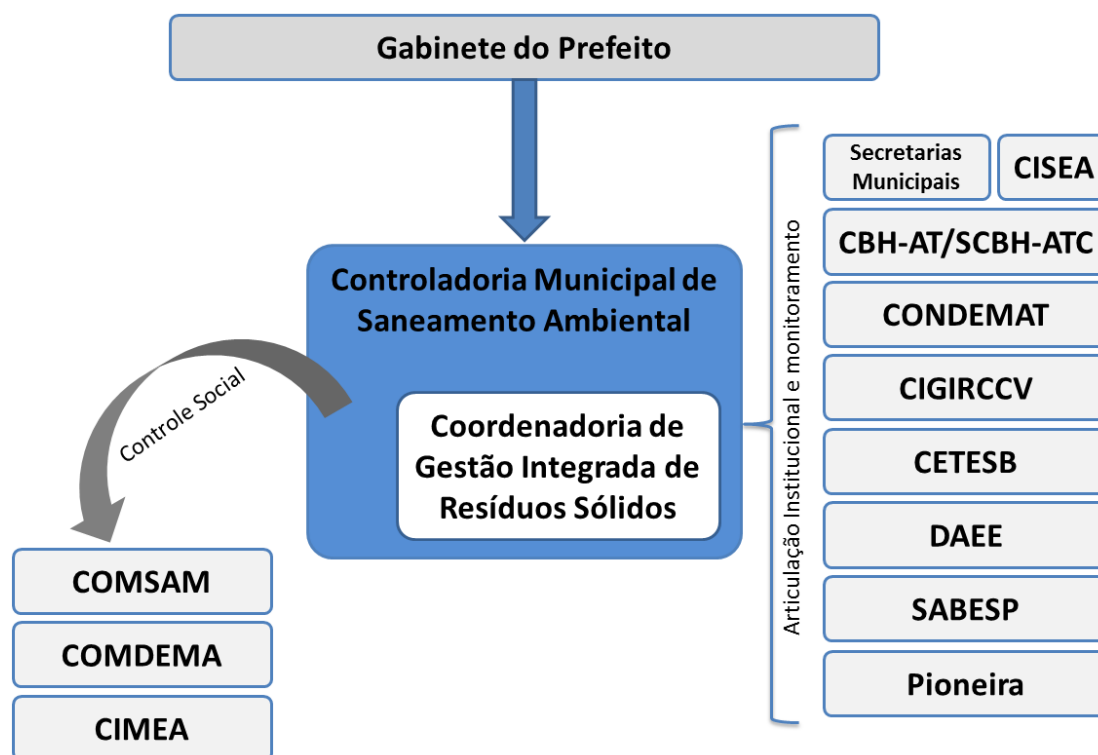 Gabinete do Prefeito
Controladoria Municipal de
Saneamento Ambiental
Coordenadoria de
Gestão Integrada de
Resíduos Sólidos
Controle Social
COMSAM
COMDEMA
CIMEA
Articulação Institucional e monitoramento
Secretarias
Municipais
CISEA
CBH-AT/SCBH-ATC
CONDEMAT
CIGIRCCV
CETESB
DAEE
SABESP
Pioneira